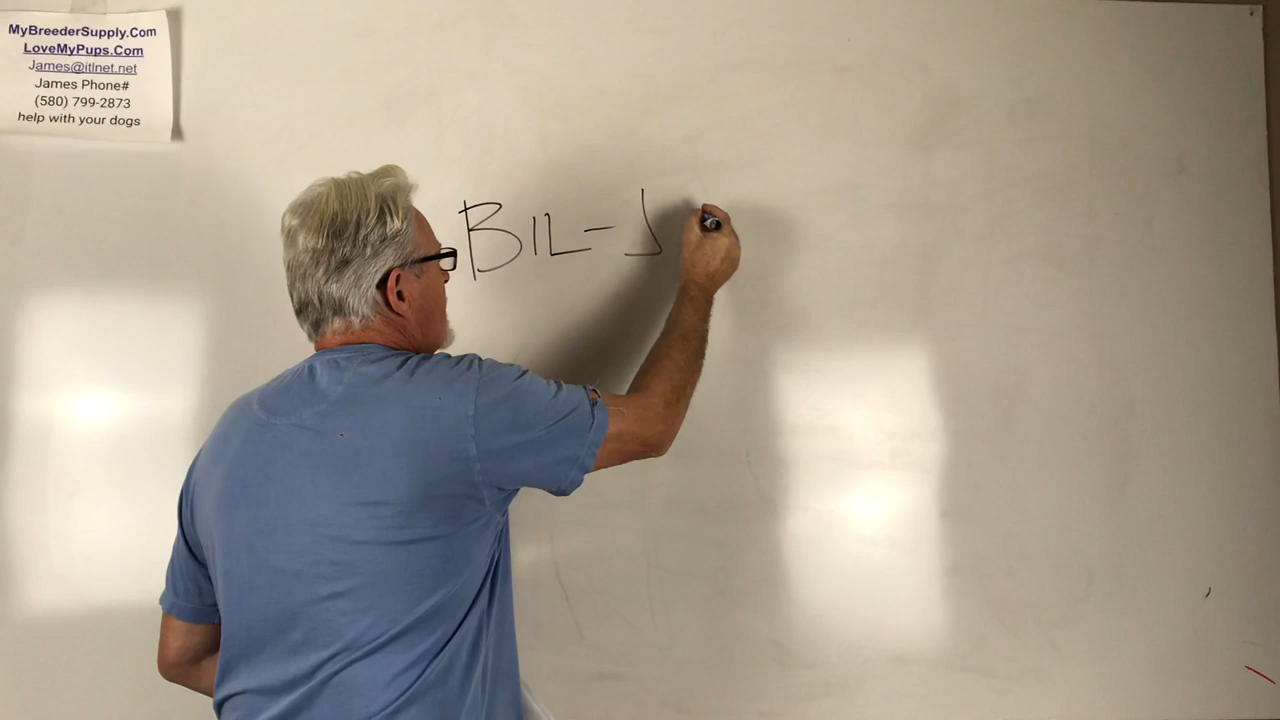 MyBreederSupply.Com
LoveMyPups.Com
James@itlnet.net
James Phone#
(580) 799-2873
help with your dogs
BIL-J